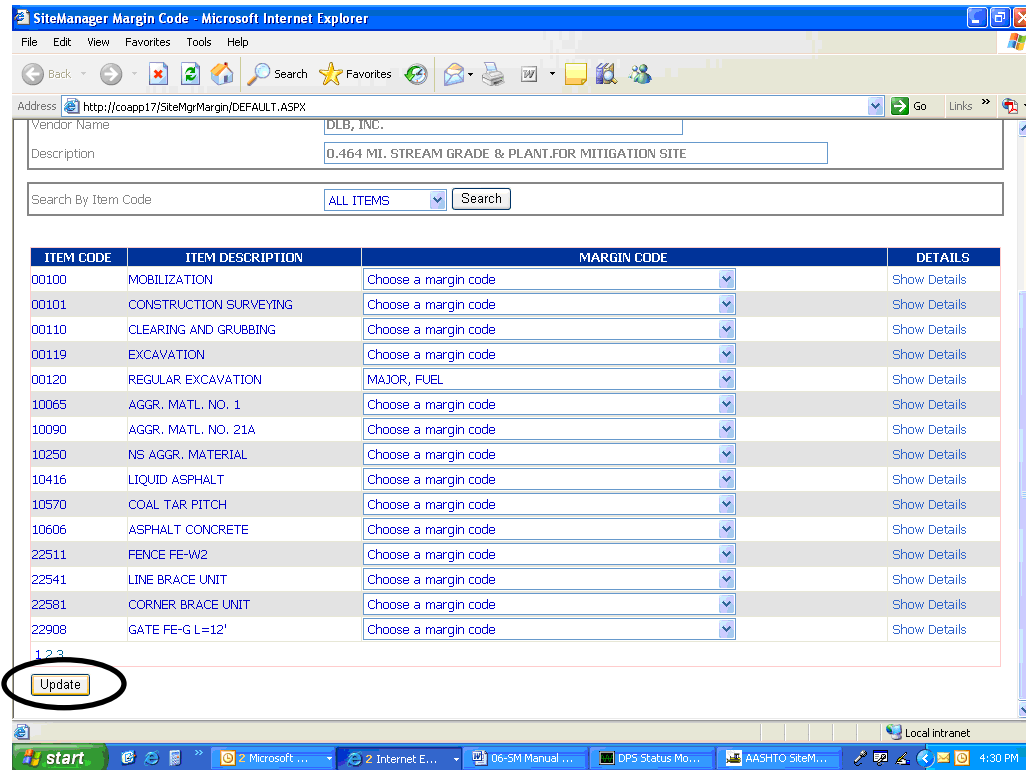 SiteManager Margin Code - Microsoft Internet Explorer
File Edit View Favorites Tools Help
Back Search Favorites
Address http://coapp17/SiteMgrMargin/DEFAULT.ASPX Go Links »
Vendor Name DLB, INC.
Description 0.464 MI. STREAM GRADE & PLANT.FOR MITIGATION SITE
Search By Item Code ALL ITEMS Search
ITEM CODE ITEM DESCRIPTION MARGIN CODE DETAILS
00100 MOBILIZATION Choose a margin code Show Details
00101 CONSTRUCTION SURVEYING Choose a margin code Show Details
00110 CLEARING AND GRUBBING Choose a margin code Show Details
00119 EXCAVATION Choose a margin code Show Details
00120 REGULAR EXCAVATION MAJOR, FUEL Show Details
10065 AGGR. MATL. NO. 1 Choose a margin code Show Details
10090 AGGR. MATL. NO. 21A Choose a margin code Show Details
10250 NS AGGR. MATERIAL Choose a margin code Show Details
10416 LIQUID ASPHALT Choose a margin code Show Details
10570 COAL TAR PITCH Choose a margin code Show Details
10606 ASPHALT CONCRETE Choose a margin code Show Details
22511 FENCE FE-W2 Choose a margin code Show Details
22541 LINE BRACE UNIT Choose a margin code Show Details
22581 CORNER BRACE UNIT Choose a margin code Show Details
22908 GATE FE-G L=12' Choose a margin code Show Details
1 2 3
Update
Local intranet
start » 2 Microsoft ... 2 Internet E... 06-SM Manual ... DPS Status Mo... AASHTO SiteM... 4:30 PM